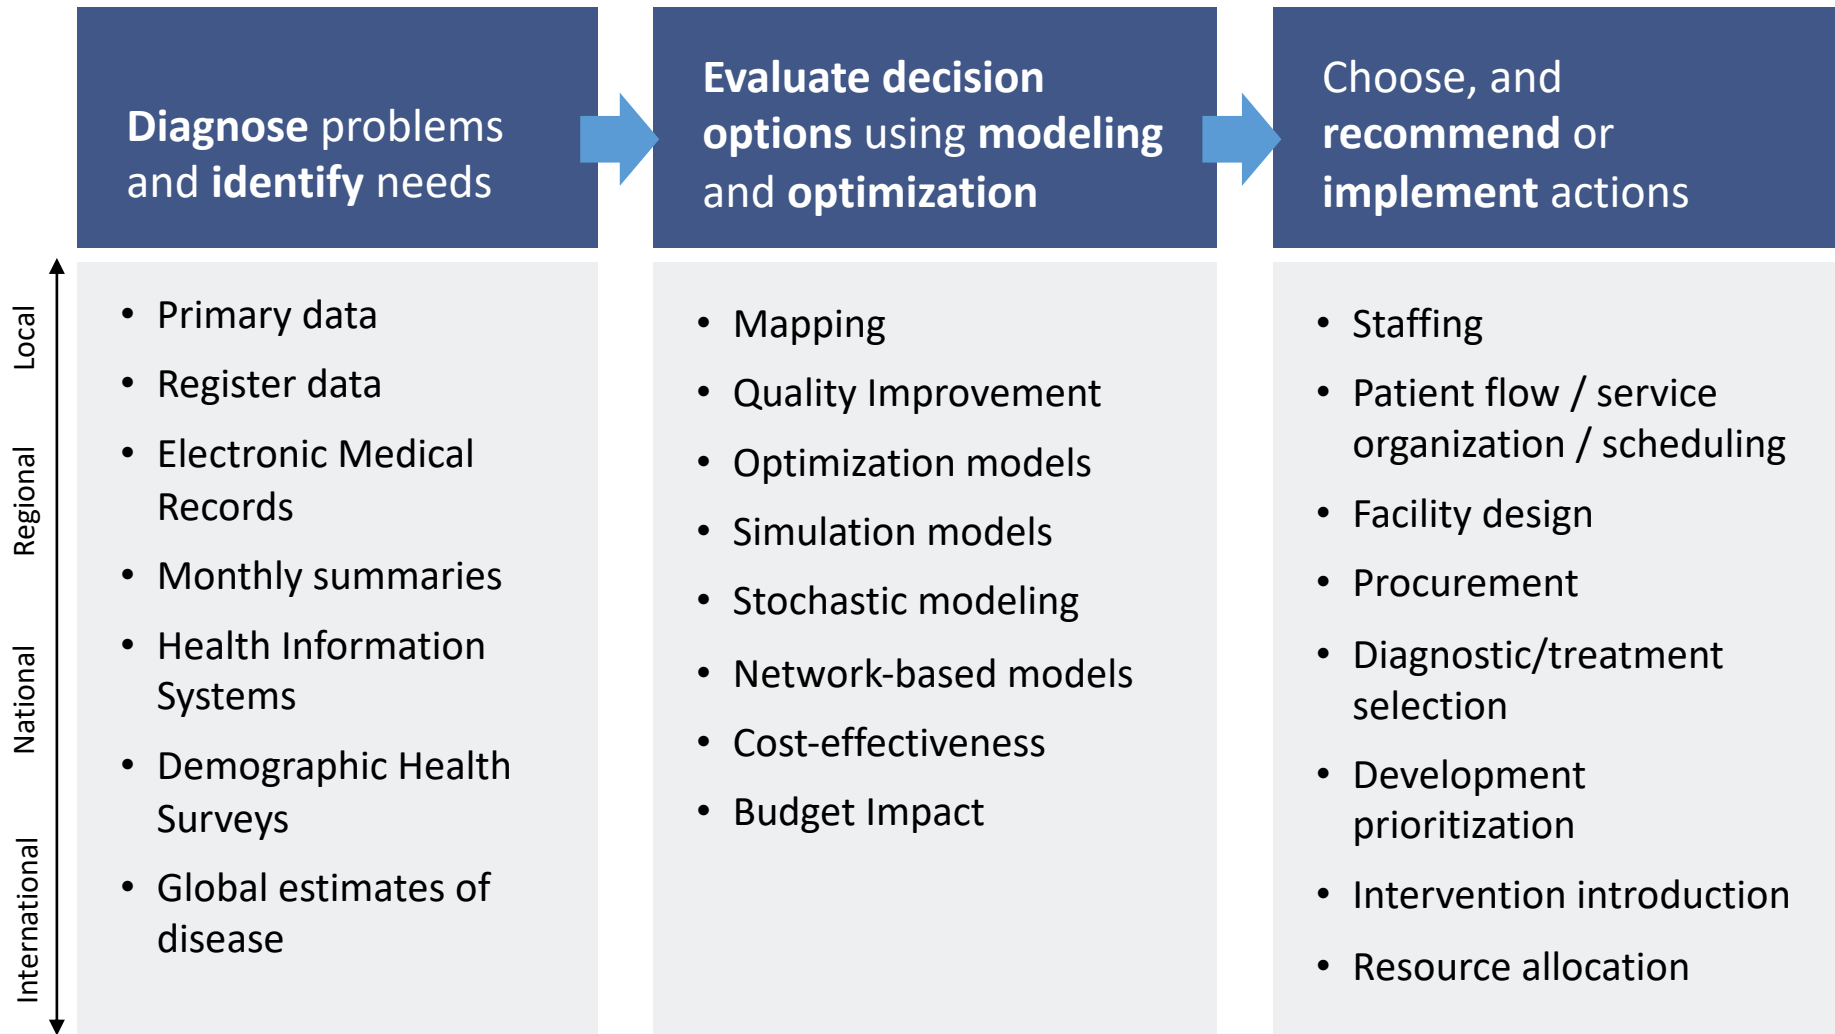 Diagnose problems
and identify needs
Evaluate decision
options using modeling
and optimization
Choose, and
recommend or
implement actions
Local
Regional
National
International
• Primary data
• Register data
• Electronic Medical
Records
• Monthly summaries
• Health Information
Systems
• Demographic Health
Surveys
• Global estimates of
disease
• Mapping
• Quality Improvement
• Optimization models
• Simulation models
• Stochastic modeling
• Network-based models
• Cost-effectiveness
• Budget Impact
• Staffing
• Patient flow / service
organization / scheduling
• Facility design
• Procurement
• Diagnostic/treatment
selection
• Development
prioritization
• Intervention introduction
• Resource allocation